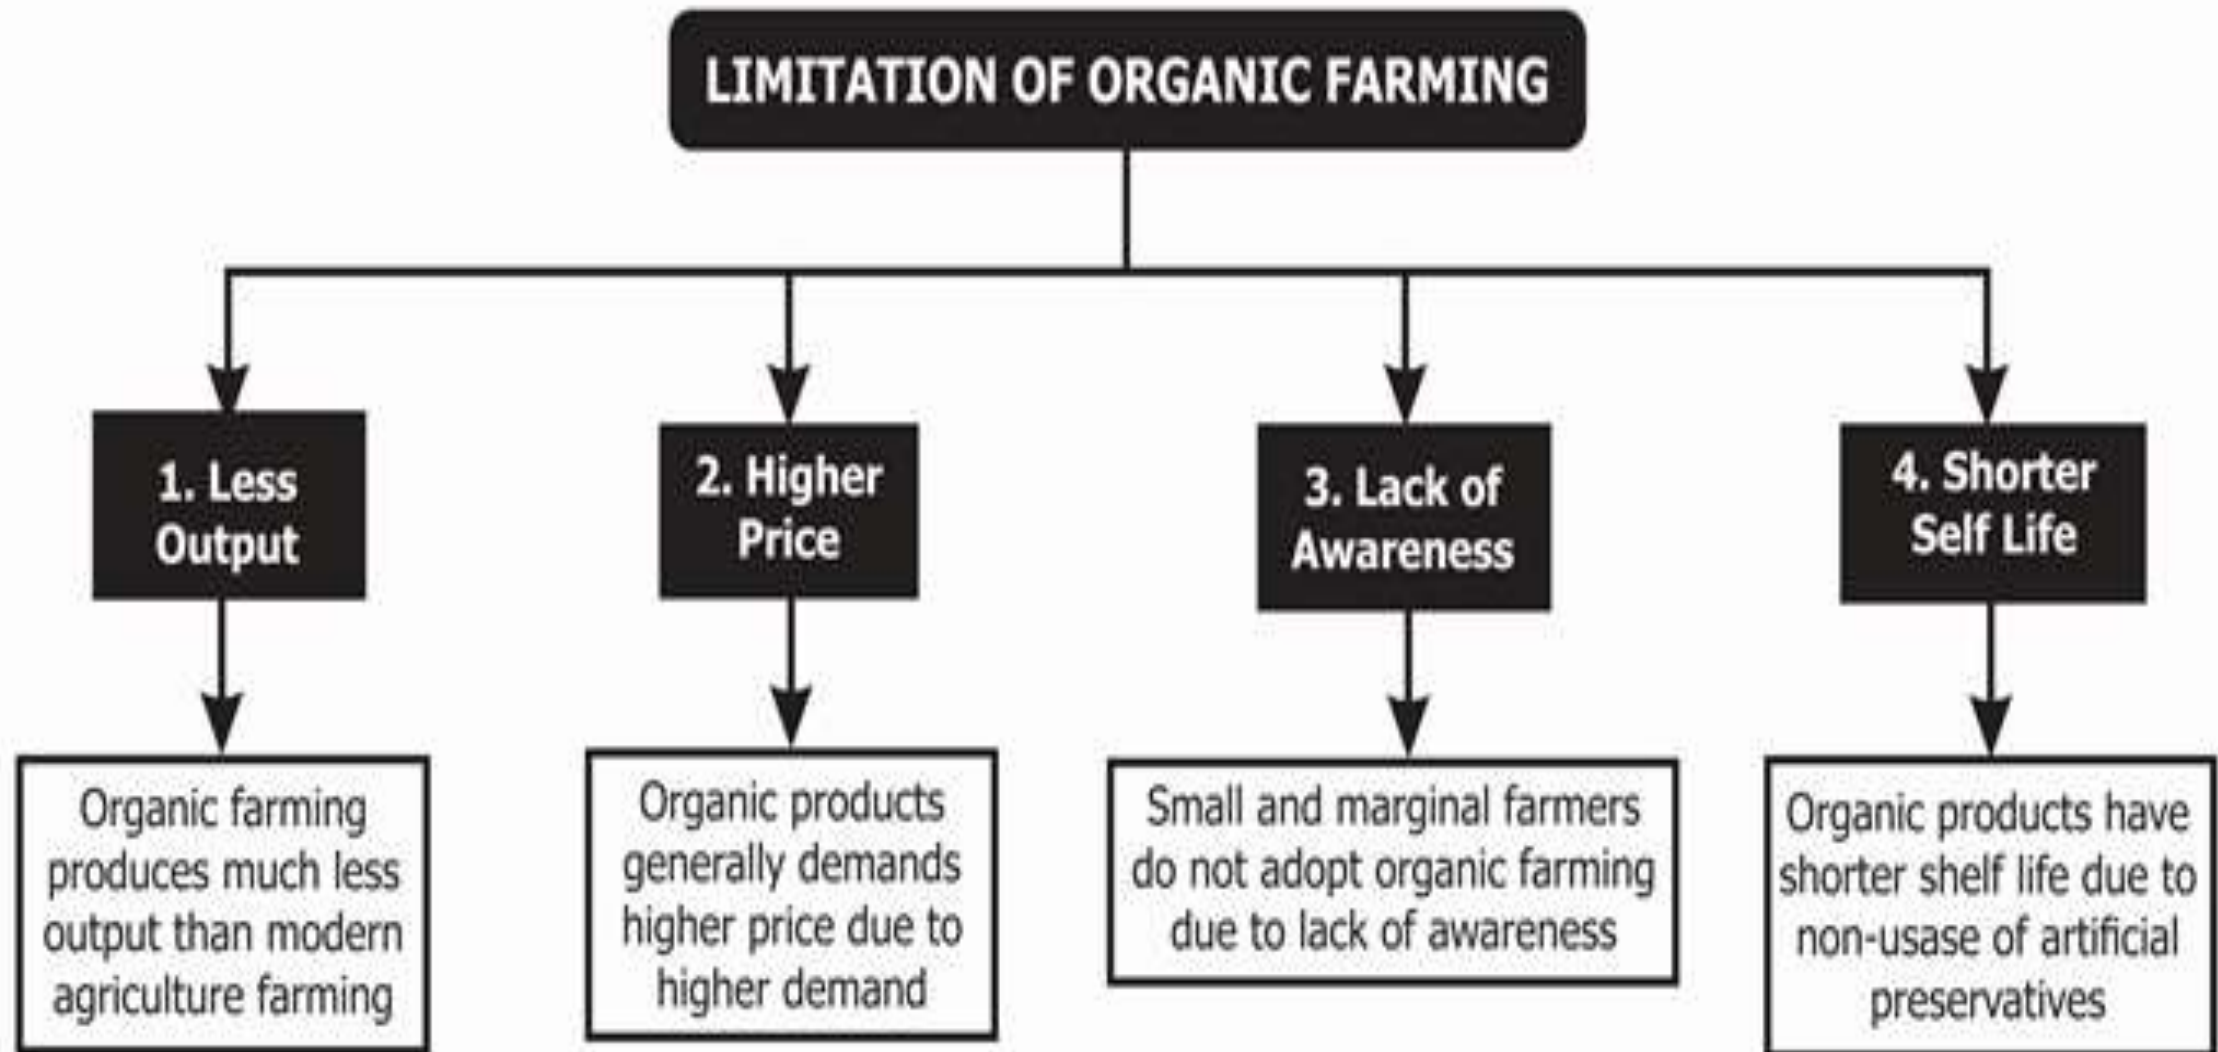 LIMITATION OF ORGANIC FARMING
1. Less
Output
2. Higher
Price
3. Lack of
Awareness
4. Shorter
Self Life
Organic farming
produces much less
output than modern
agriculture farming
Organic products
generally demands
higher price due to
higher demand
Small and marginal farmers
do not adopt organic farming
due to lack of awareness
Organic products have
shorter shelf life due to
non-usase of artificial
preservatives